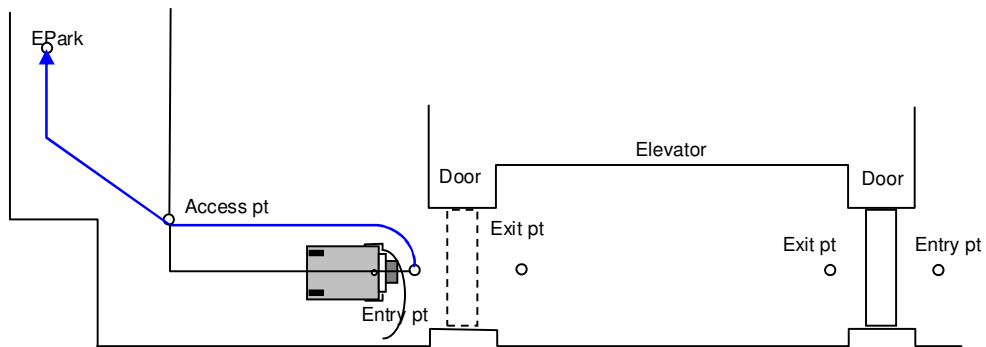 EPark
Elevator
Door
Door
Access pt
Exit pt
Exit pt
Entry pt
Entry pt